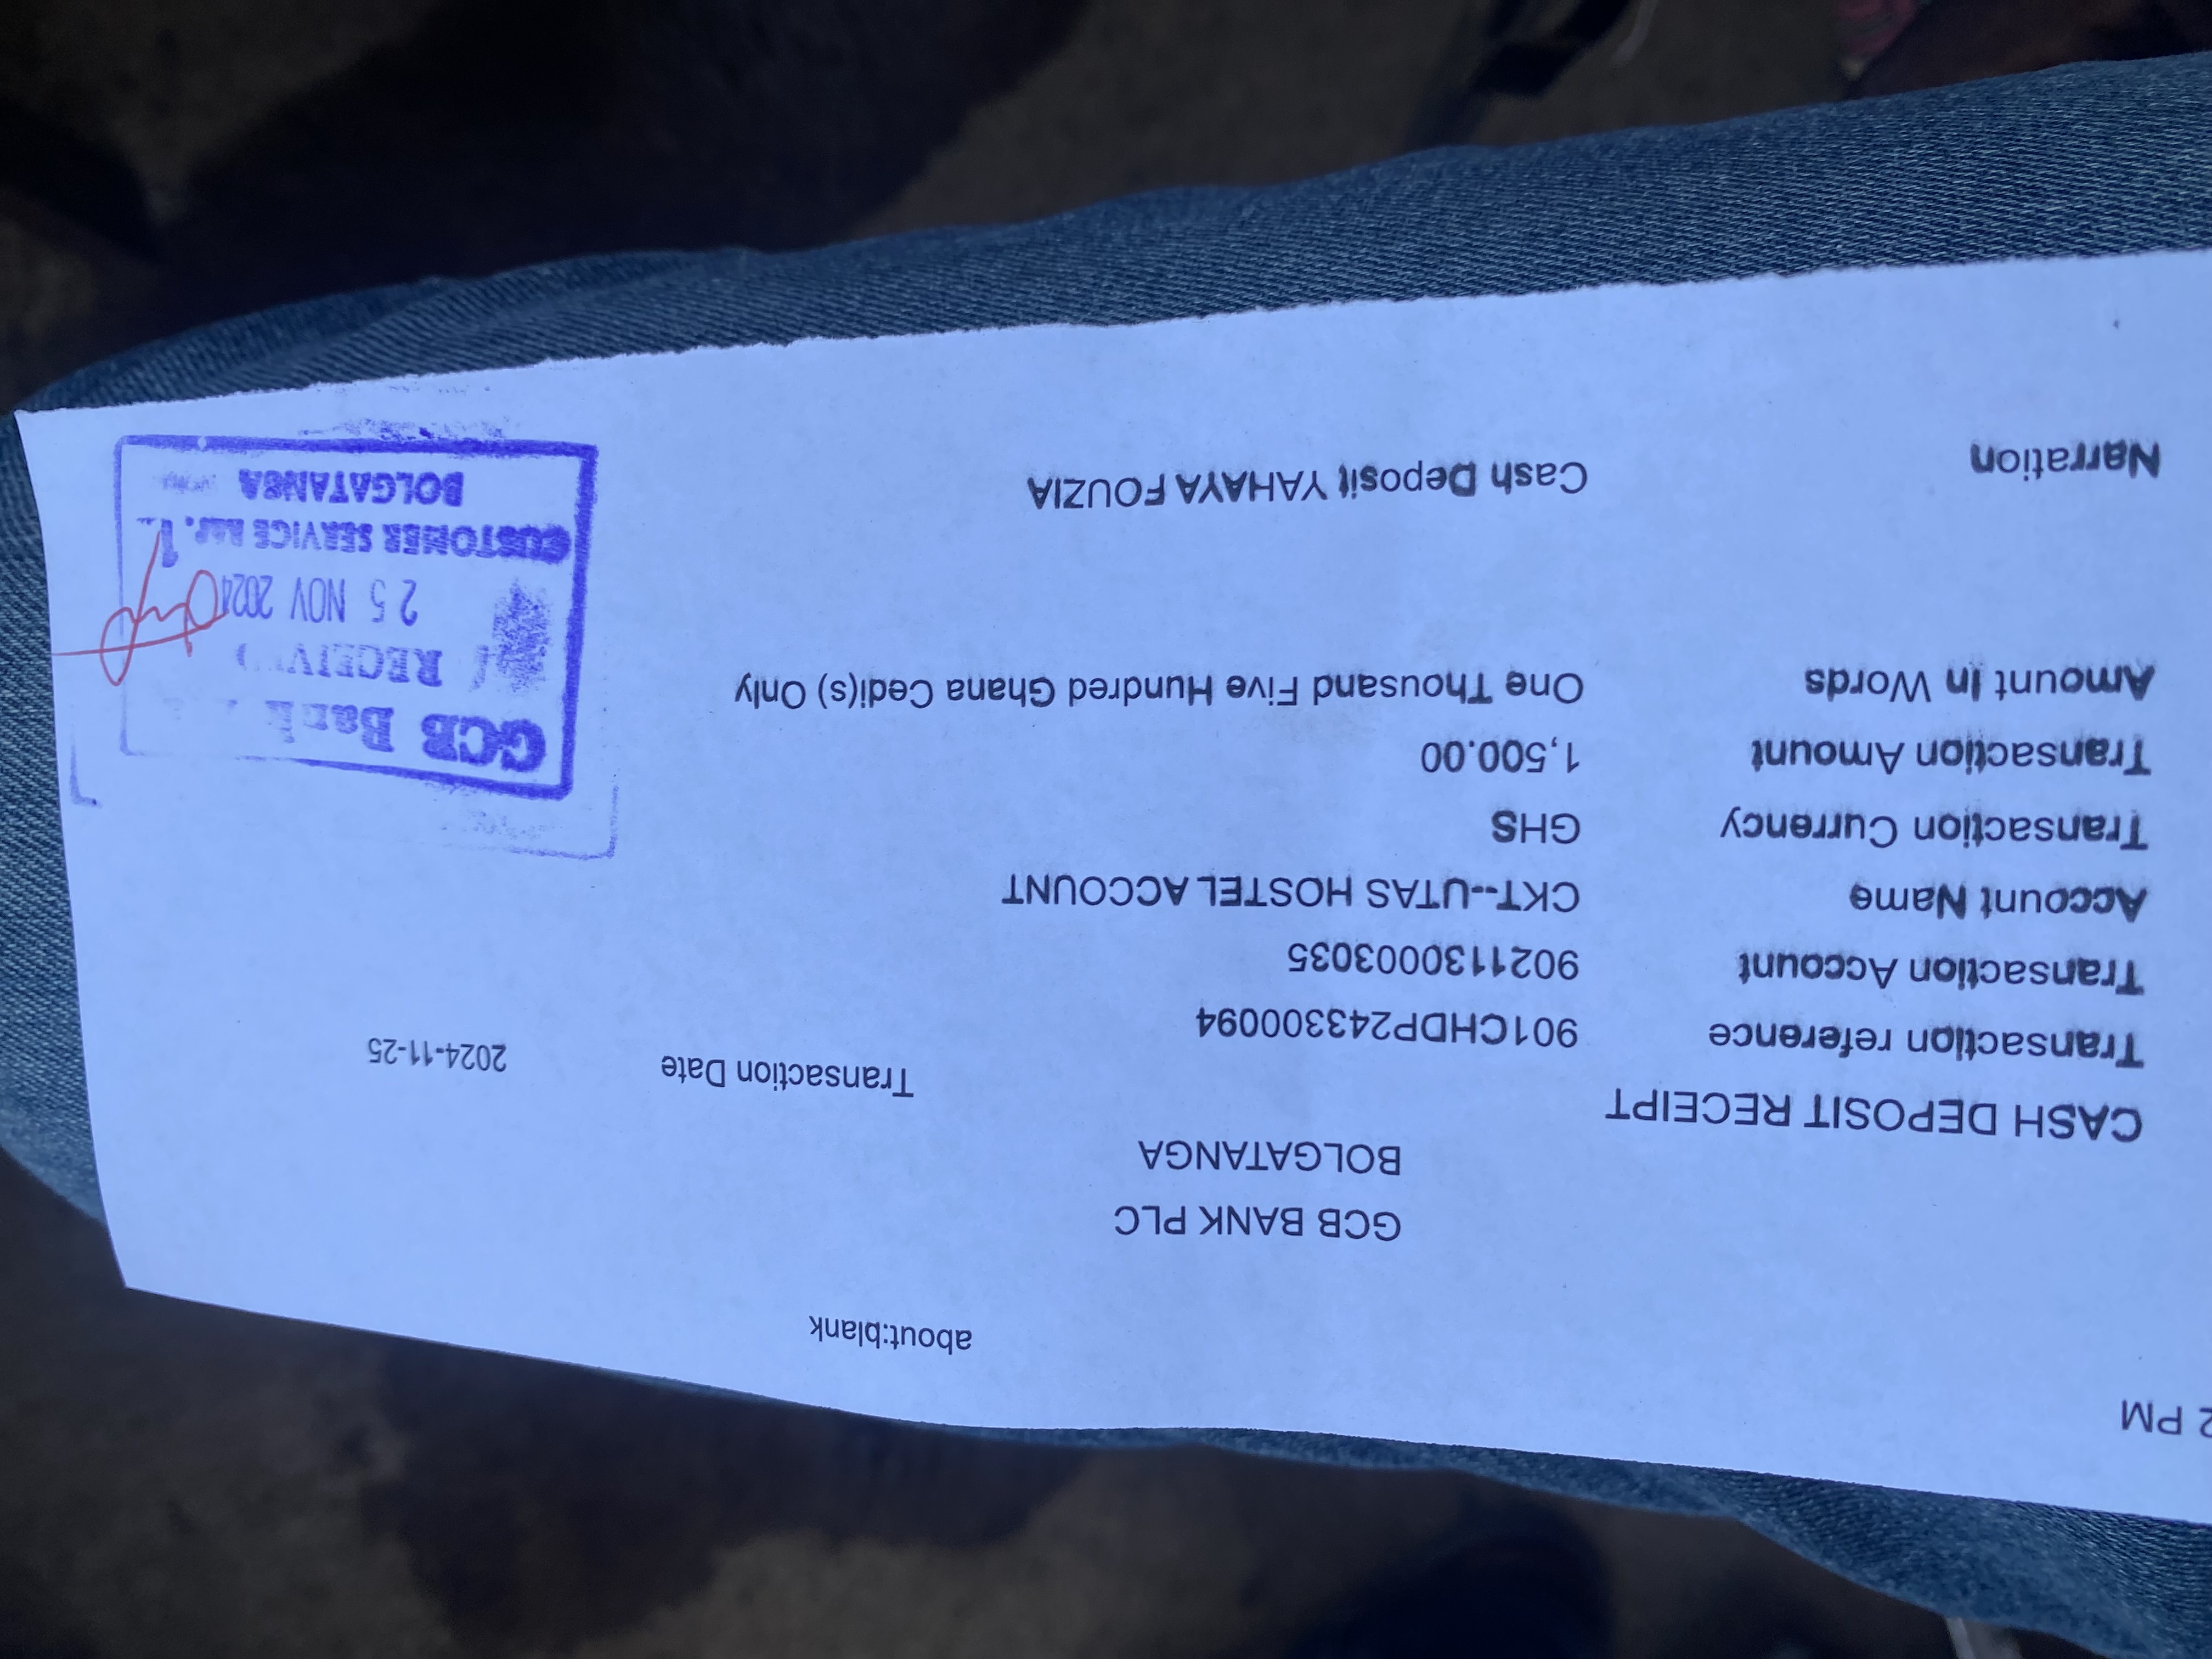 2 PM
about:blank
GCB BANK PLC
BOLGATANGA
CASH DEPOSIT RECEIPT
Transaction reference 901CHDP243300094 Transaction Date 2024-11-25
Transaction Account 9021130003035
Account Name CKT--UTAS HOSTEL ACCOUNT
Transaction Currency GHS
Transaction Amount 1,500.00
Amount In Words One Thousand Five Hundred Ghana Cedi(s) Only
Narration Cash Deposit YAHAYA FOUZIA
GCB Bank
25 NOV 2024
CUSTOMER SERVICE
BOLGATANGA